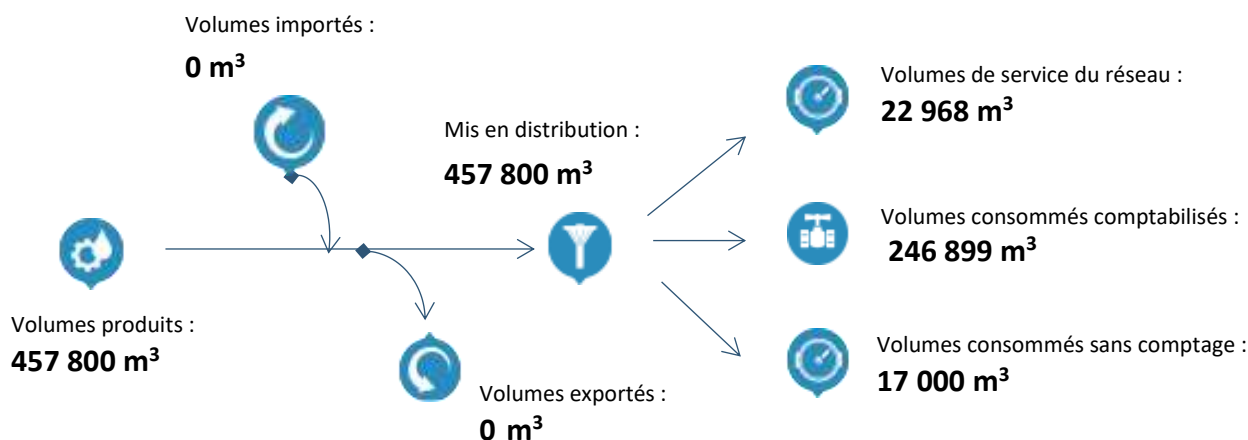 Volumes importés :
0 m³
Volumes de service du réseau :
22 968 m³
Mis en distribution :
457 800 m³
Volumes consommés comptabilisés :
246 899 m³
Volumes produits :
457 800 m³
Volumes consommés sans comptage :
17 000 m³
Volumes exportés :
0 m³